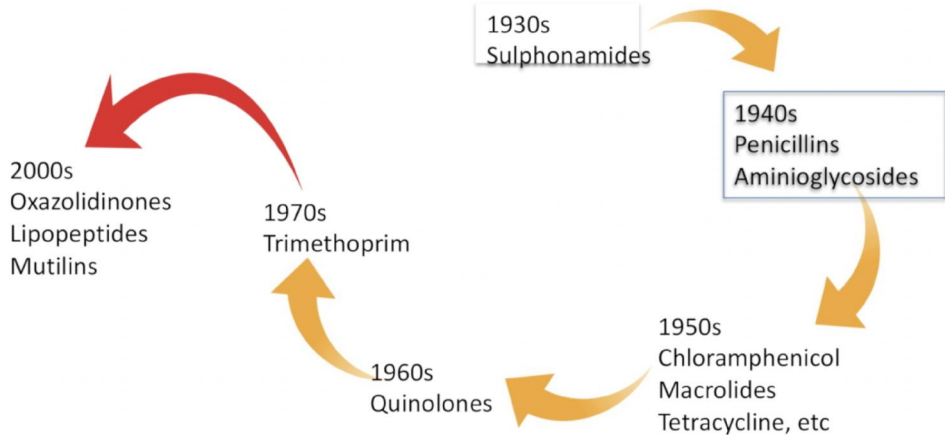 1930s
Sulphonamides
1940s
Penicillins
Aminioglycosides
1950s
Chloramphenicol
Macrolides
Tetracycline, etc
1960s
Quinolones
1970s
Trimethoprim
2000s
Oxazolidinones
Lipopeptides
Mutilins